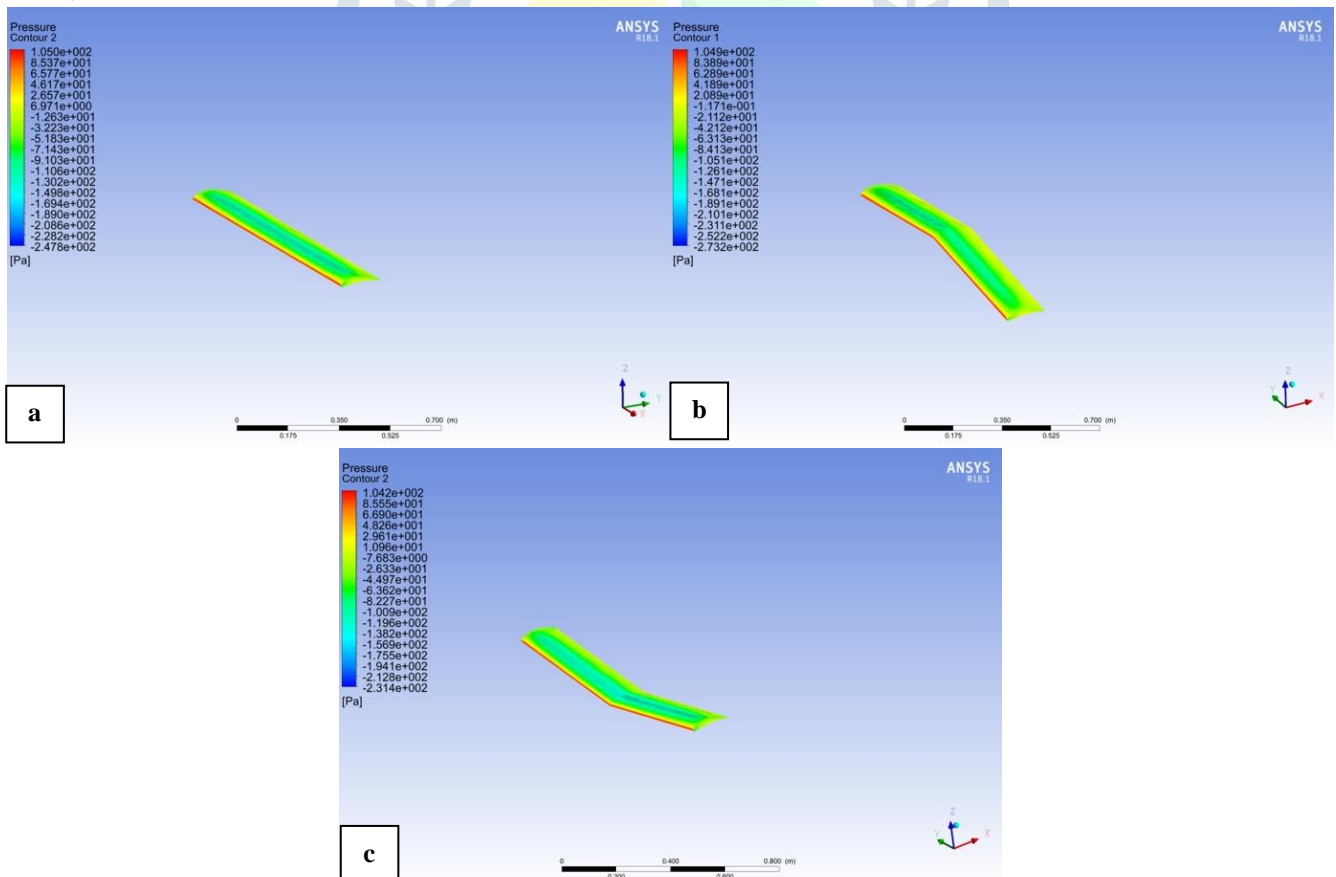 Pressure
Contour 2
1.050e+002
8.537e+001
6.577e+001
4.617e+001
2.657e+001
6.971e+000
-1.263e+001
-3.223e+001
-5.183e+001
-7.143e+001
-9.103e+001
-1.106e+002
-1.302e+002
-1.498e+002
-1.694e+002
-1.890e+002
-2.086e+002
-2.282e+002
-2.478e+002
[Pa]
ANSYS
R18.1
Z
Y
X
0 0.350 0.700 (m)
0.175 0.525
a
Pressure
Contour 1
1.049e+002
8.389e+001
6.289e+001
4.189e+001
2.089e+001
-1.171e-001
-2.112e+001
-4.212e+001
-6.313e+001
-8.413e+001
-1.051e+002
-1.261e+002
-1.471e+002
-1.681e+002
-1.891e+002
-2.101e+002
-2.311e+002
-2.522e+002
-2.732e+002
[Pa]
ANSYS
R18.1
Z
Y
X
0 0.350 0.700 (m)
0.175 0.525
b
Pressure
Contour 2
1.042e+002
8.555e+001
6.690e+001
4.826e+001
2.961e+001
1.096e+001
-7.683e+000
-2.633e+001
-4.497e+001
-6.362e+001
-8.227e+001
-1.009e+002
-1.196e+002
-1.382e+002
-1.569e+002
-1.755e+002
-1.941e+002
-2.128e+002
-2.314e+002
[Pa]
ANSYS
R18.1
Z
Y
X
0 0.400 0.800 (m)
0.200 0.600
c